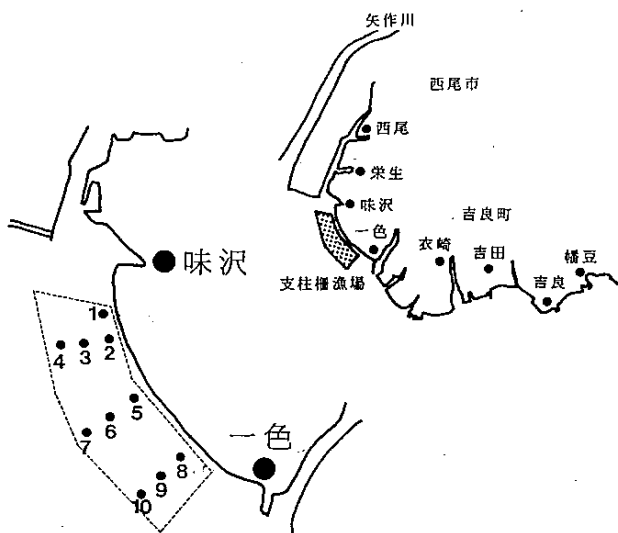 矢作川
西尾市
西尾
栄生
味沢
吉良町
一色
衣崎
吉田
幡豆
吉良
支柱柵漁場
味沢
1
4
3
2
5
6
7
一色
8
9
10